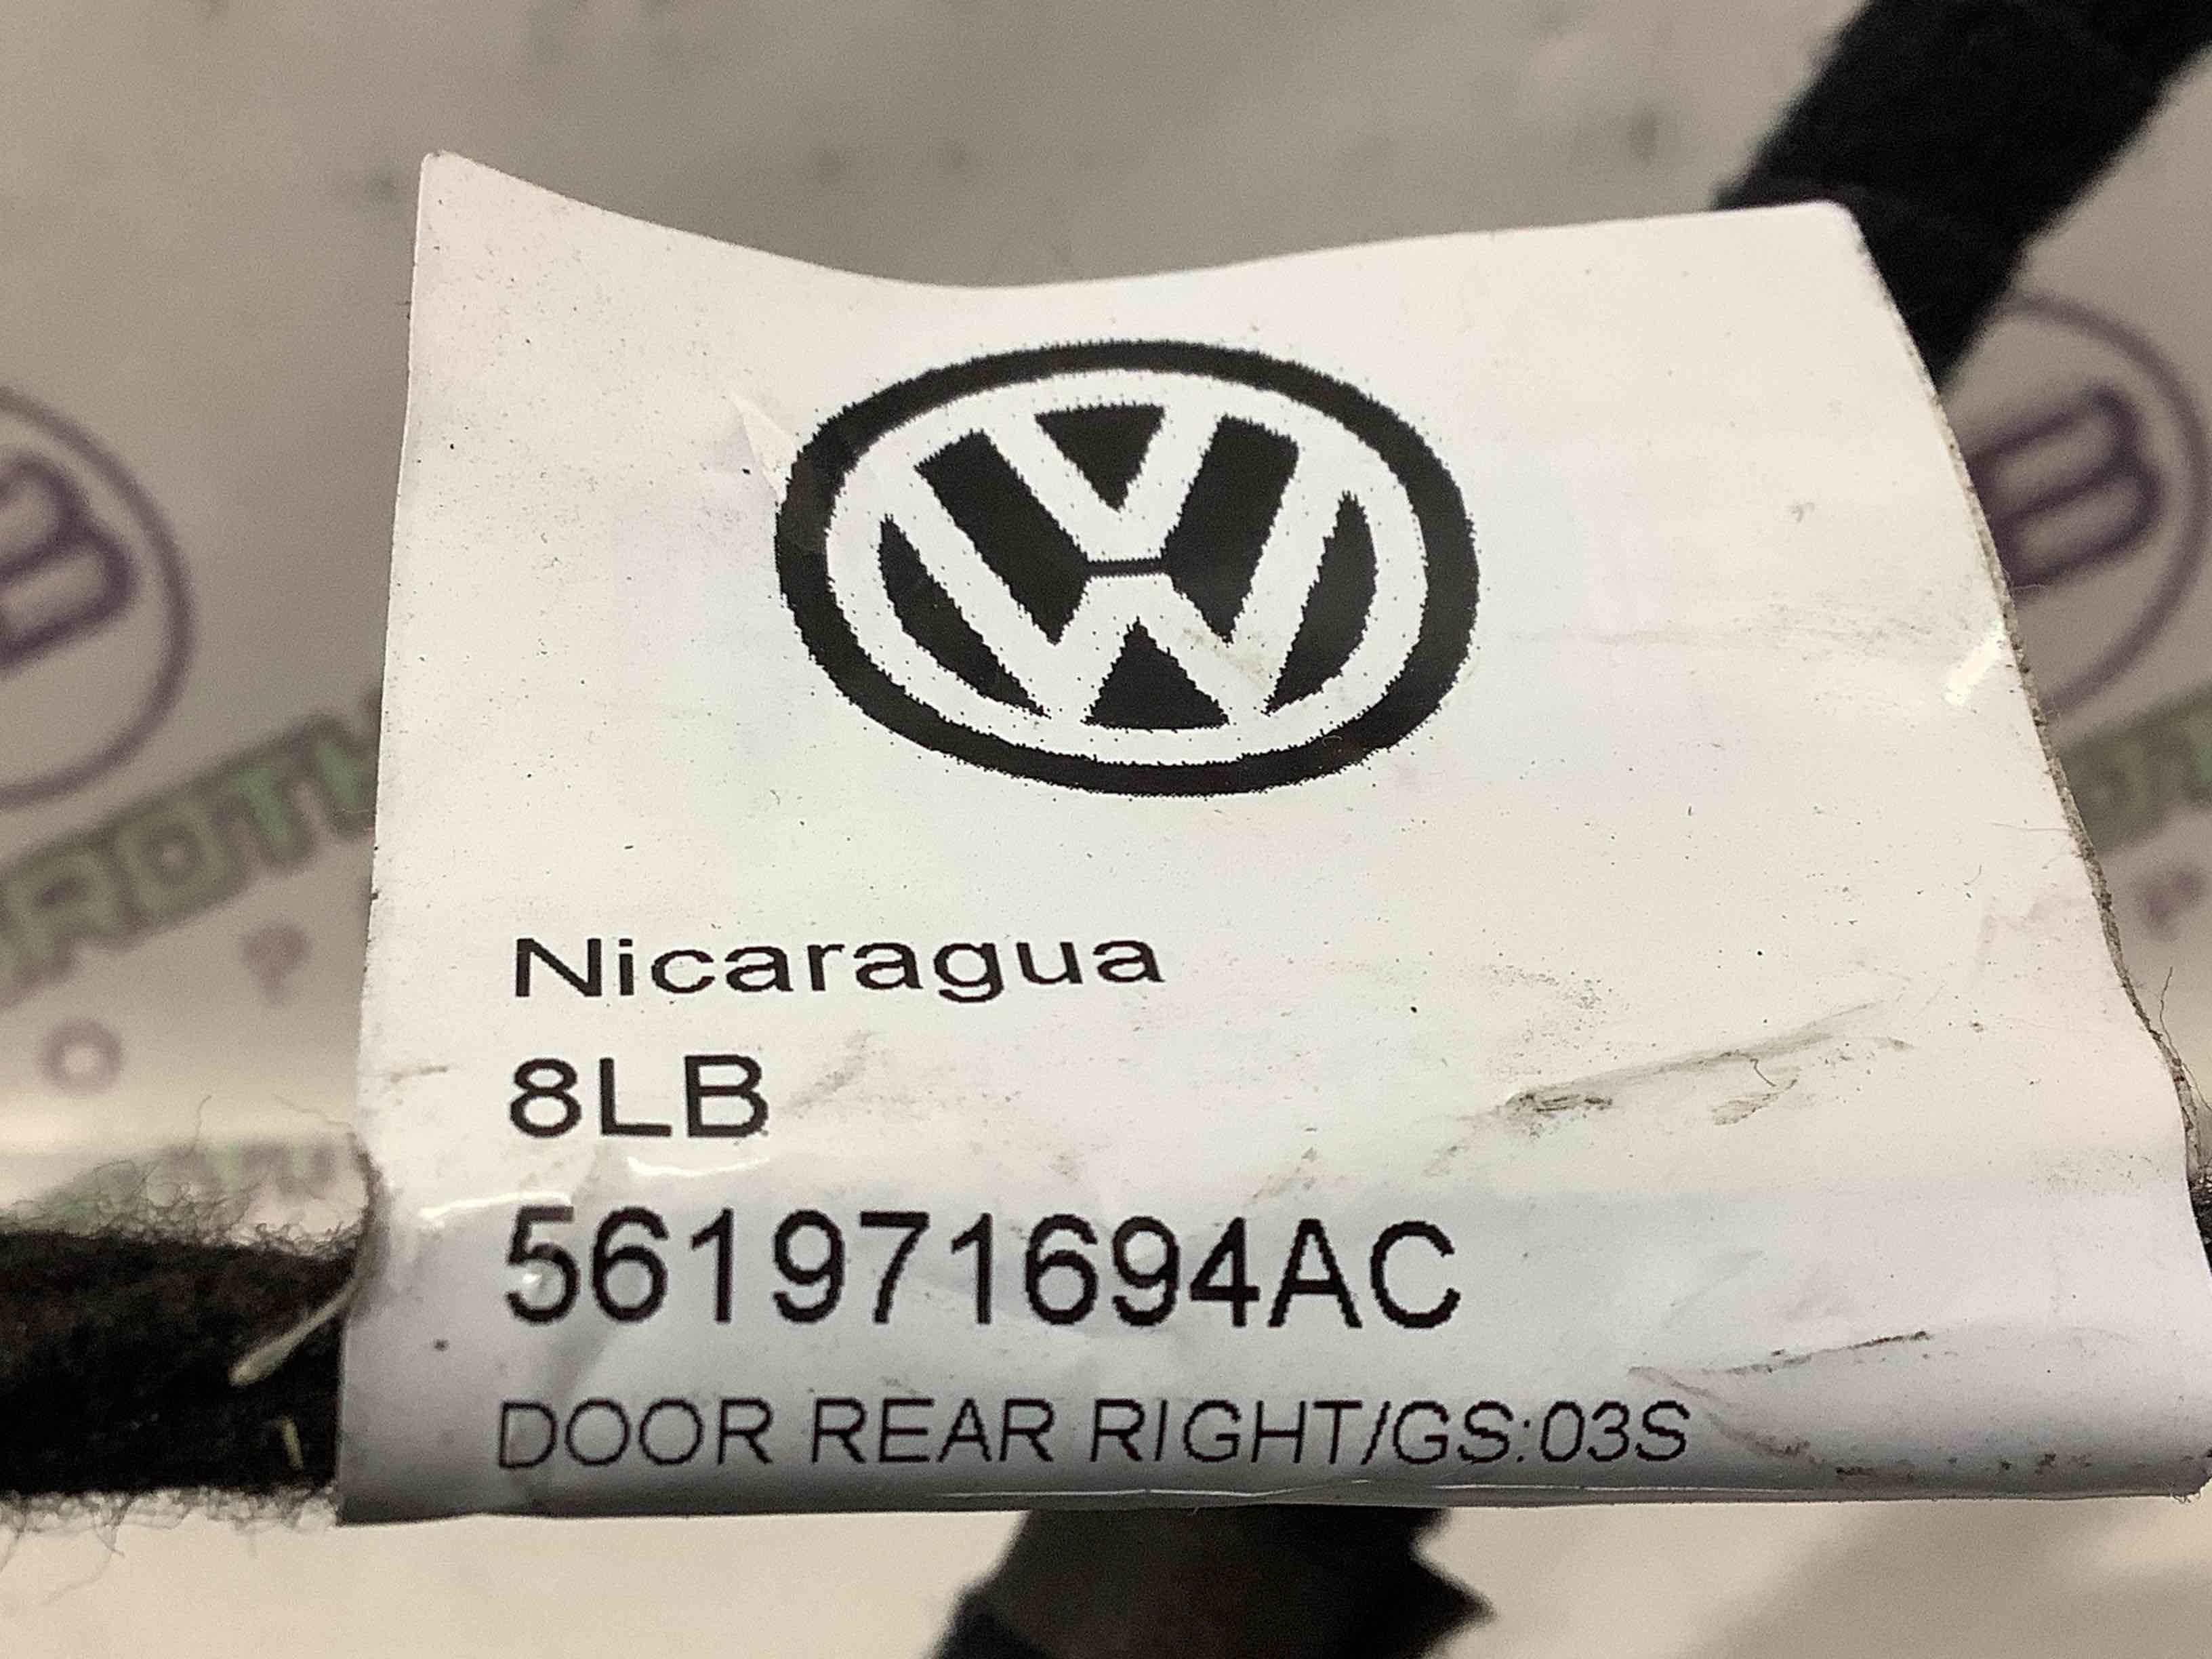 Nicaragua
8LB
561971694AC
DOOR REAR RIGHT/GS:03S